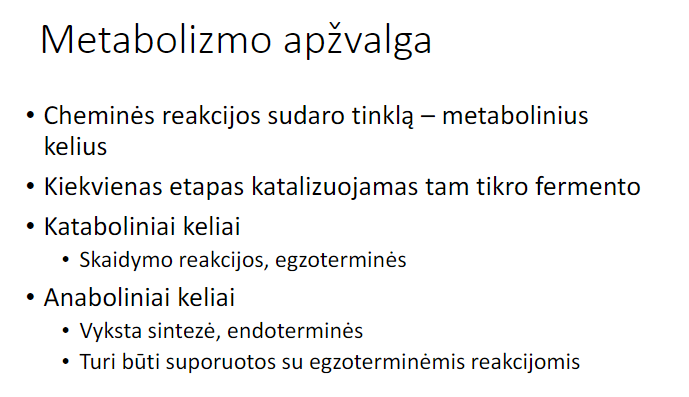 Metabolizmo apžvalga
• Cheminės reakcijos sudaro tinklą – metabolinius
kelius
• Kiekvienas etapas katalizuojamas tam tikro fermento
• Kataboliniai keliai
• Skaidymo reakcijos, egzoterminės
• Anaboliniai keliai
• Vyksta sintezė, endoterminės
• Turi būti suporuotos su egzoterminėmis reakcijomis